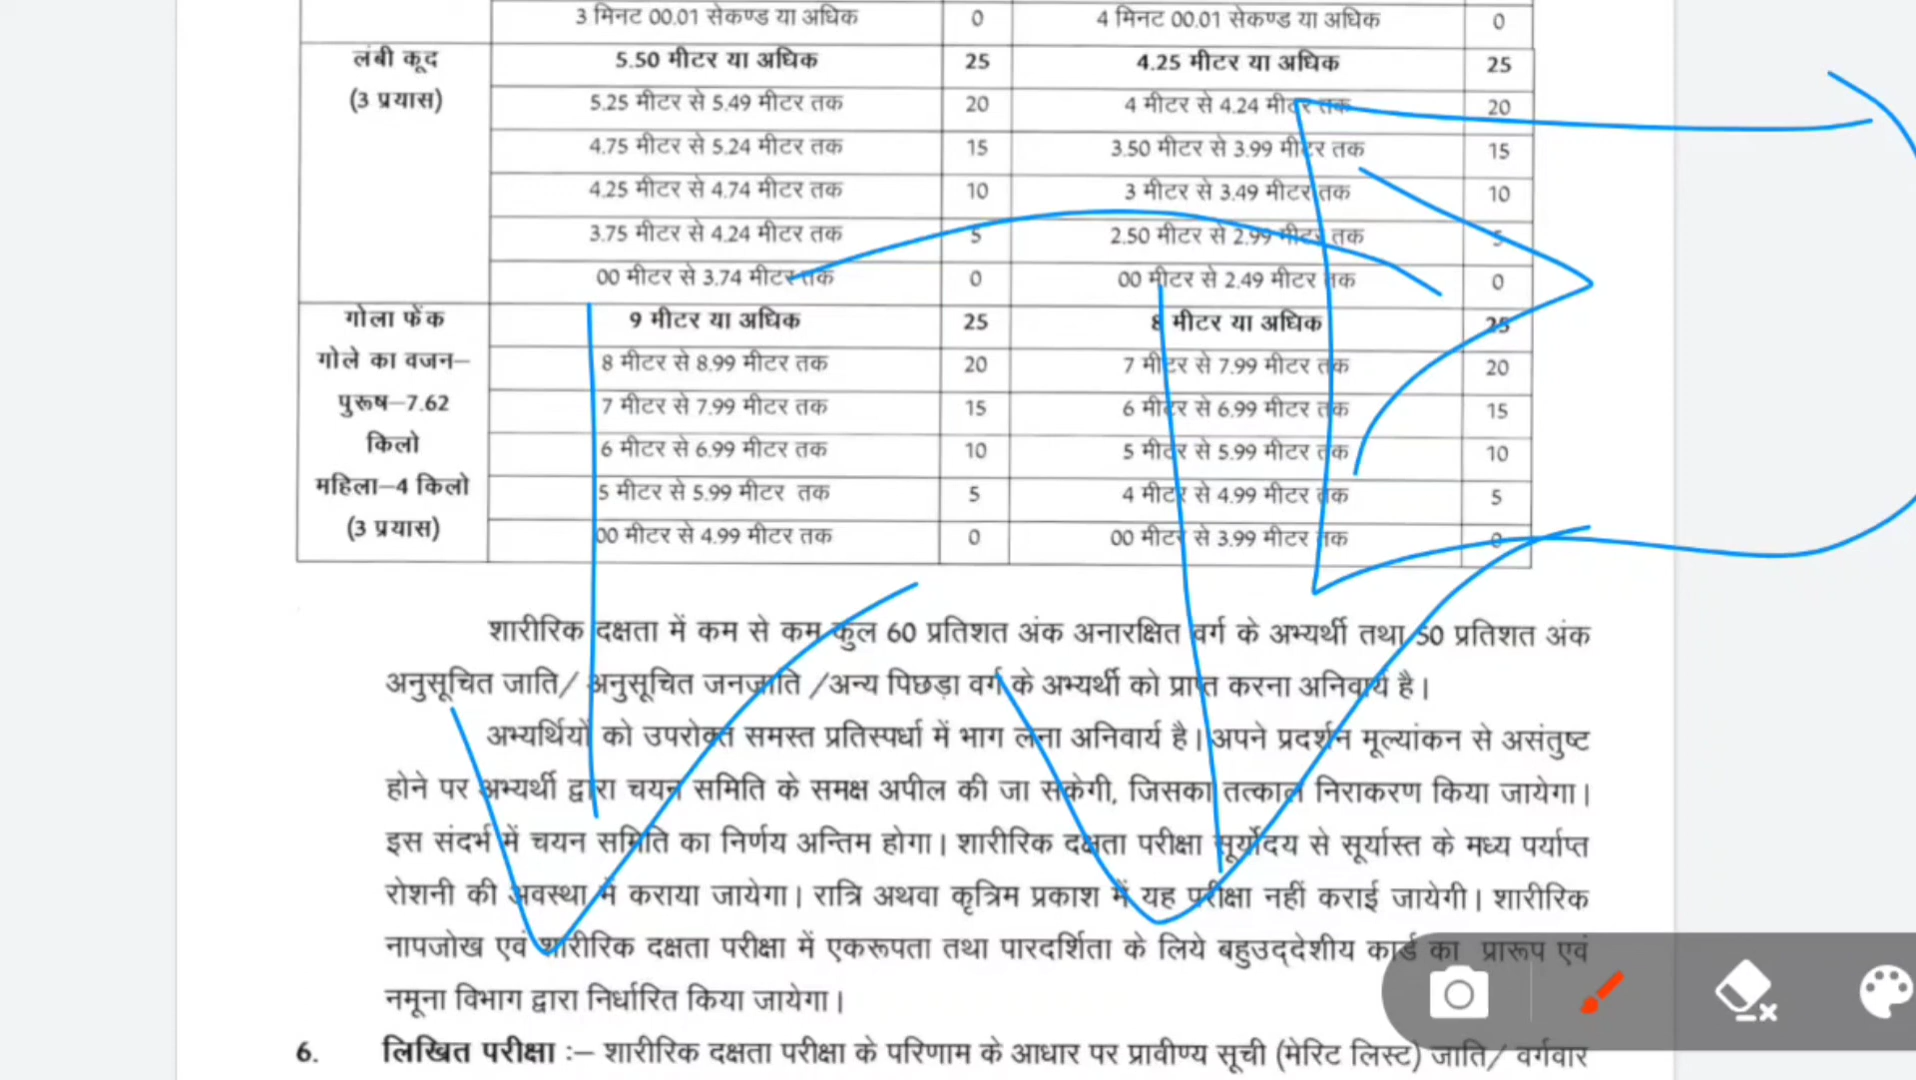 3 मिनट 00.01 सेकण्ड या अधिक 0 4 मिनट 00.01 सेकण्ड या अधिक 0
लंबी कूद 5.50 मीटर या अधिक 25 4.25 मीटर या अधिक 25
(3 प्रयास) 5.25 मीटर से 5.49 मीटर तक 20 4 मीटर से 4.24 मीटर तक 20
4.75 मीटर से 5.24 मीटर तक 15 3.50 मीटर से 3.99 मीटर तक 15
4.25 मीटर से 4.74 मीटर तक 10 3 मीटर से 3.49 मीटर तक 10
3.75 मीटर से 4.24 मीटर तक 5 2.50 मीटर से 2.99 मीटर तक 5
00 मीटर से 3.74 मीटर तक 0 00 मीटर से 2.49 मीटर तक 0
गोला फेंक 9 मीटर या अधिक 25 8 मीटर या अधिक 25
गोले का वजन– 8 मीटर से 8.99 मीटर तक 20 7 मीटर से 7.99 मीटर तक 20
पुरूष–7.62 7 मीटर से 7.99 मीटर तक 15 6 मीटर से 6.99 मीटर तक 15
किलो 6 मीटर से 6.99 मीटर तक 10 5 मीटर से 5.99 मीटर तक 10
महिला–4 किलो 5 मीटर से 5.99 मीटर तक 5 4 मीटर से 4.99 मीटर तक 5
(3 प्रयास) 00 मीटर से 4.99 मीटर तक 0 00 मीटर से 3.99 मीटर तक 0
शारीरिक दक्षता में कम से कम कुल 60 प्रतिशत अंक अनारक्षित वर्ग के अभ्यर्थी तथा 50 प्रतिशत अंक
अनुसूचित जाति/ अनुसूचित जनजाति /अन्य पिछड़ा वर्ग के अभ्यर्थी को प्राप्त करना अनिवार्य है।
अभ्यर्थियों को उपरोक्त समस्त प्रतिस्पर्धा में भाग लेना अनिवार्य है। अपने प्रदर्शन मूल्यांकन से असंतुष्ट
होने पर अभ्यर्थी द्वारा चयन समिति के समक्ष अपील की जा सकेगी, जिसका तत्काल निराकरण किया जायेगा।
इस संदर्भ में चयन समिति का निर्णय अन्तिम होगा। शारीरिक दक्षता परीक्षा सूर्योदय से सूर्यास्त के मध्य पर्याप्त
रोशनी की अवस्था में कराया जायेगा। रात्रि अथवा कृत्रिम प्रकाश में यह परीक्षा नहीं कराई जायेगी। शारीरिक
नापजोख एवं शारीरिक दक्षता परीक्षा में एकरूपता तथा पारदर्शिता के लिये बहुउद्देशीय कार्ड का प्रारूप एवं
नमूना विभाग द्वारा निर्धारित किया जायेगा।
6. लिखित परीक्षा :– शारीरिक दक्षता परीक्षा के परिणाम के आधार पर प्रावीण्य सूची (मेरिट लिस्ट) जाति/ वर्गवार